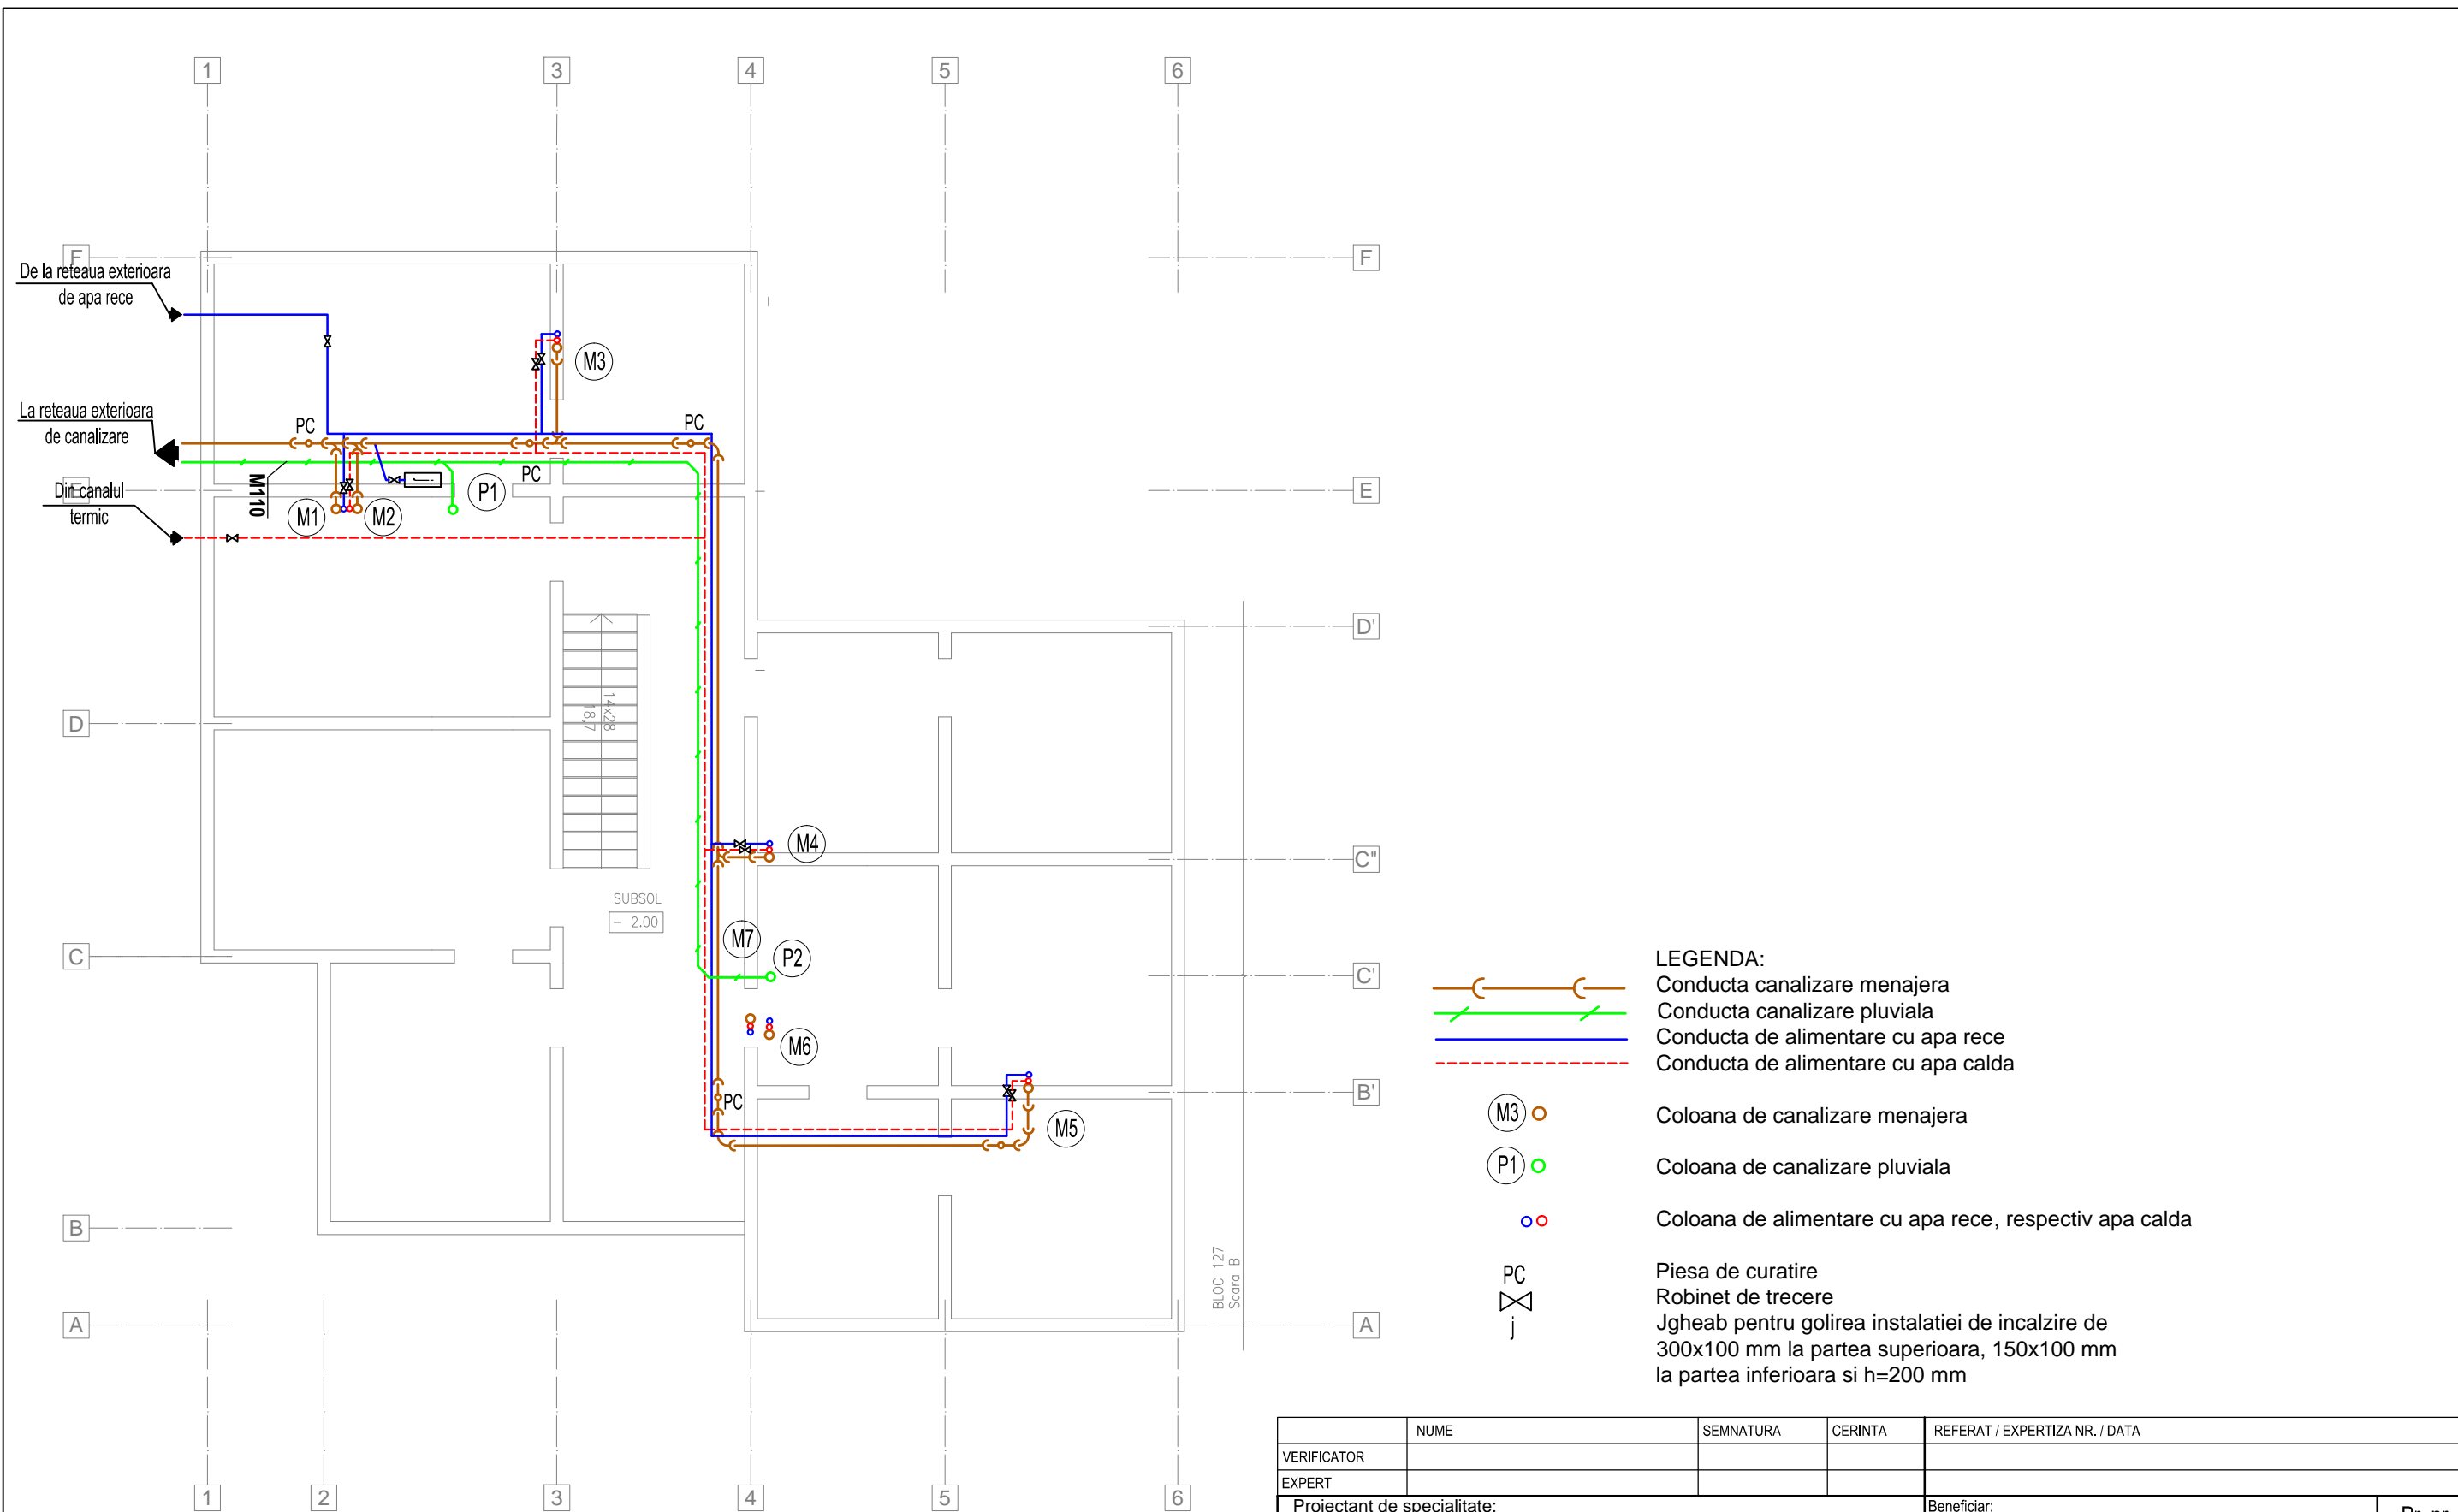 1 3 4 5 6
F F
De la reteaua exterioara
de apa rece
M3
La reteaua exterioara
de canalizare
PC PC
PC
Din canalul
termic
E E
M110
M1 M2 P1
j
D'
14x28
18,7
D
M4
C"
SUBSOL
- 2.00
M7
P2
C C'
M6
B'
PC
M5
B
BLOC 127
Scara B
A A
1 2 3 4 5 6
LEGENDA:
Conducta canalizare menajera
Conducta canalizare pluviala
Conducta de alimentare cu apa rece
Conducta de alimentare cu apa calda
M3 Coloana de canalizare menajera
P1 Coloana de canalizare pluviala
Coloana de alimentare cu apa rece, respectiv apa calda
PC Piesa de curatire
Robinet de trecere
j Jgheab pentru golirea instalatiei de incalzire de
300x100 mm la partea superioara, 150x100 mm
la partea inferioara si h=200 mm
NUME SEMNATURA CERINTA REFERAT / EXPERTIZA NR. / DATA
VERIFICATOR
EXPERT
Proiectant de specialitate: Beneficiar: